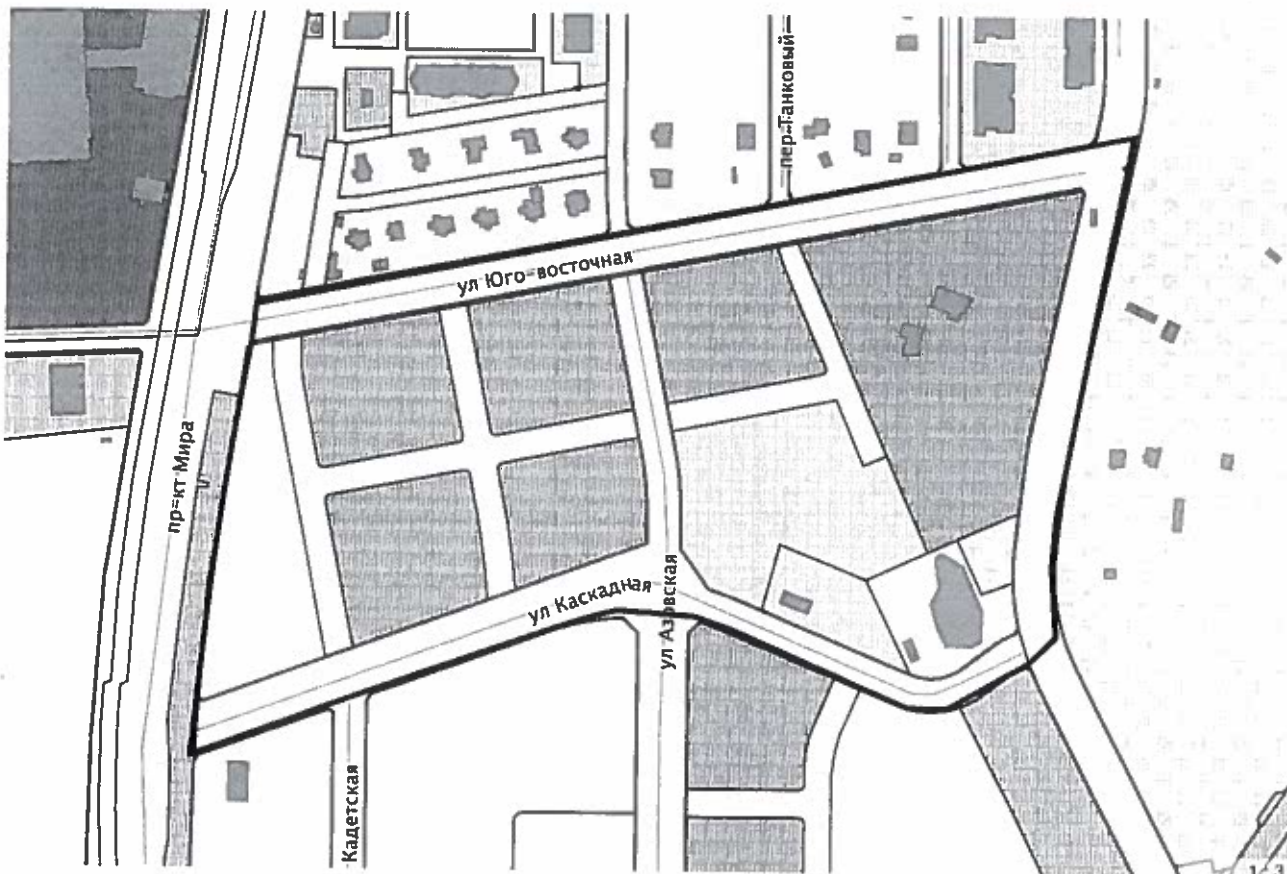 пер-Танковый
ул Юго-восточная
пр-кт Мира
ул Каскадная
ул Азовская
Кадетская